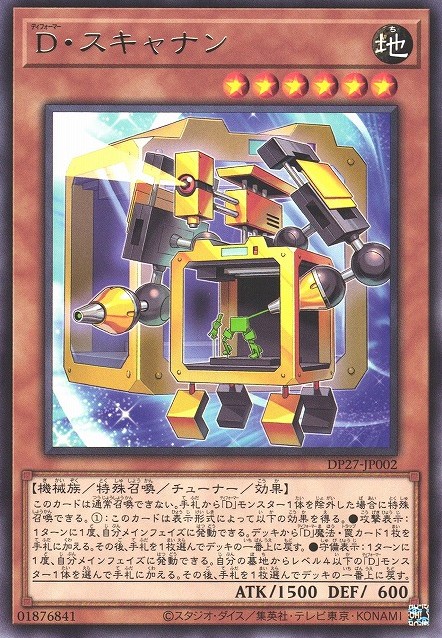 ディフォーマー
D・スキャナン
ち
地
DP27-JP002
【機械族／特殊召喚／チューナー／効果】
このカードは通常召喚できない。手札から「D」モンスター1体を除外した場合に特殊
召喚できる。①：このカードは表示形式によって以下の効果を得る。●攻撃表示：
1ターンに1度、自分メインフェイズに発動できる。デッキから「D」魔法・罠カード1枚を
手札に加える。その後、手札を1枚選んでデッキの一番上に戻す。●守備表示：1ターンに
1度、自分メインフェイズに発動できる。自分の墓地からレベル4以下の「D」モンス
ター1体を選んで手札に加える。その後、手札を1枚選んでデッキの一番上に戻す。
ATK/1500 DEF/ 600
01876841
©スタジオ・ダイス／集英社・テレビ東京・KONAMI